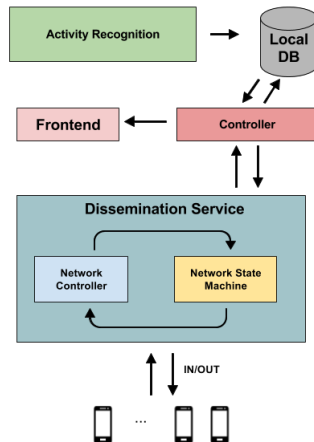 Activity Recognition
Local
DB
Frontend
Controller
Dissemination Service
Network
Controller
Network State
Machine
IN/OUT
...